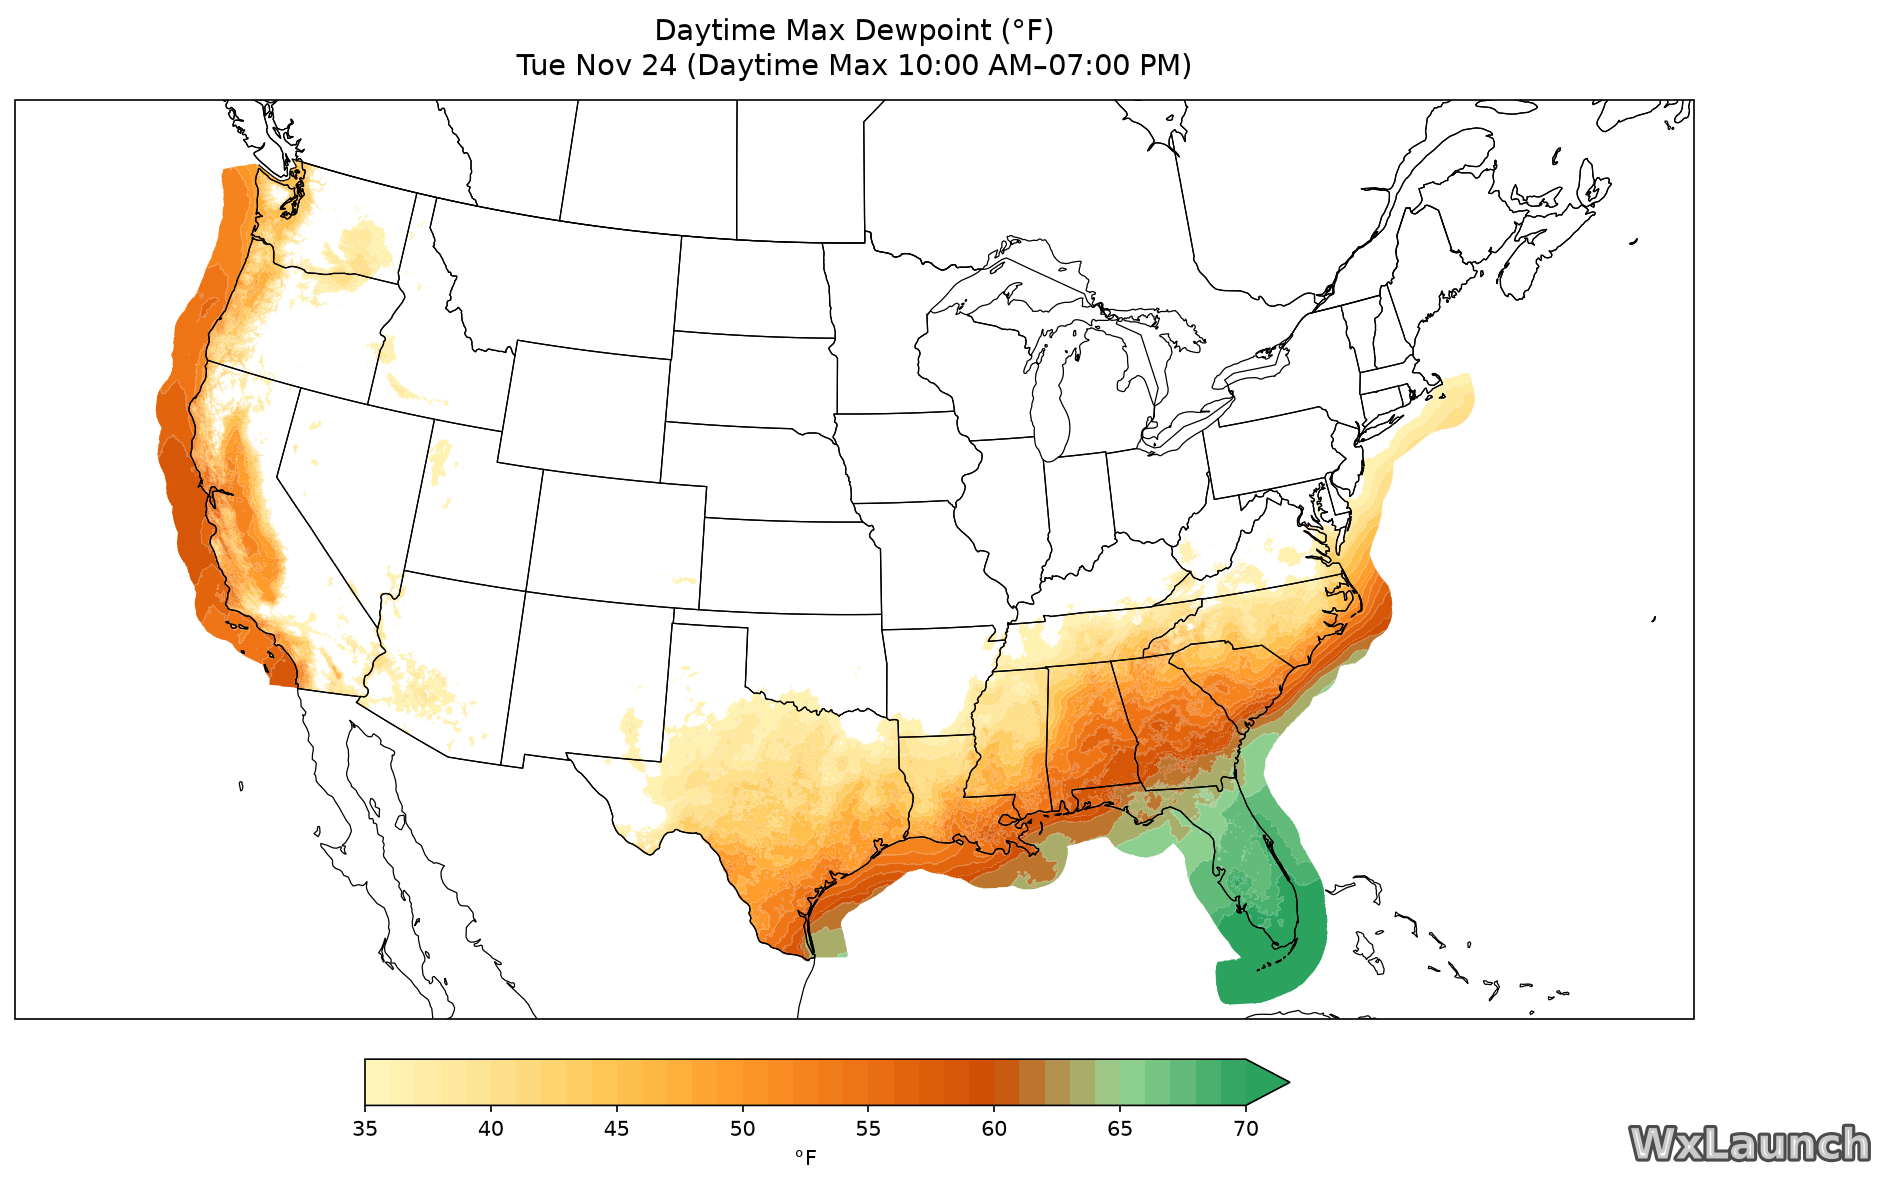 Daytime Max Dewpoint (°F)
Tue Nov 24 (Daytime Max 10:00 AM–07:00 PM)
35 40 45 50 55 60 65 70
°F
WxLaunch